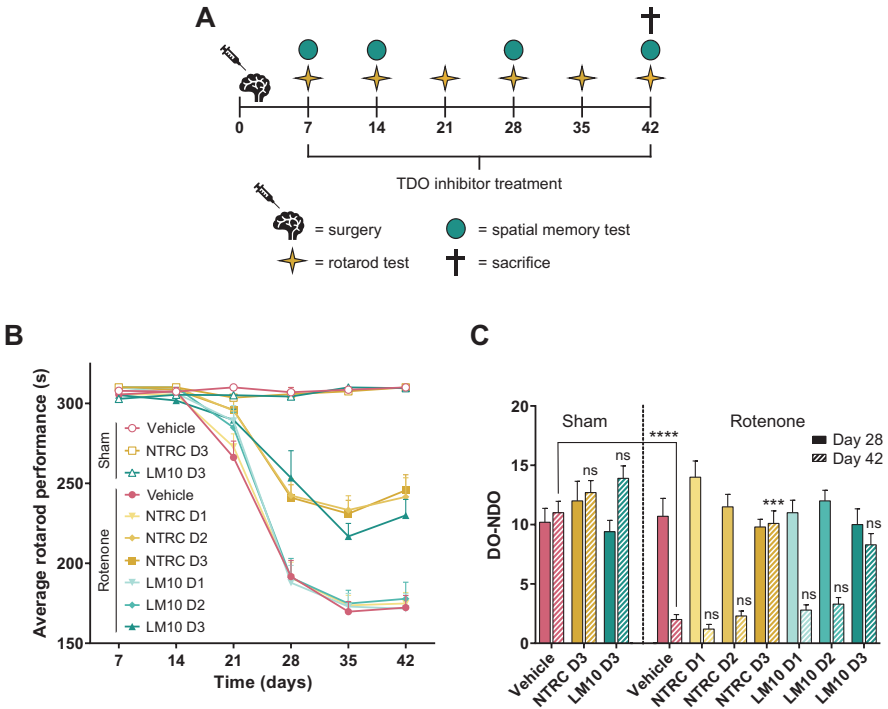 A
0 7 14 21 28 35 42
TDO inhibitor treatment
= surgery
= spatial memory test
= rotarod test
= sacrifice
B
Average rotarod performance (s)
300
250
200
150
Sham
Vehicle
NTRC D3
LM10 D3
Rotenone
Vehicle
NTRC D1
NTRC D2
NTRC D3
LM10 D1
LM10 D2
LM10 D3
7 14 21 28 35 42
Time (days)
C
DO-NDO
20
15
10
5
0
Sham
Rotenone
Day 28
Day 42
****
ns
ns
ns
ns
***
ns
ns
ns
Vehicle
NTRC D3
LM10 D3
Vehicle
NTRC D1
NTRC D2
NTRC D3
LM10 D1
LM10 D2
LM10 D3